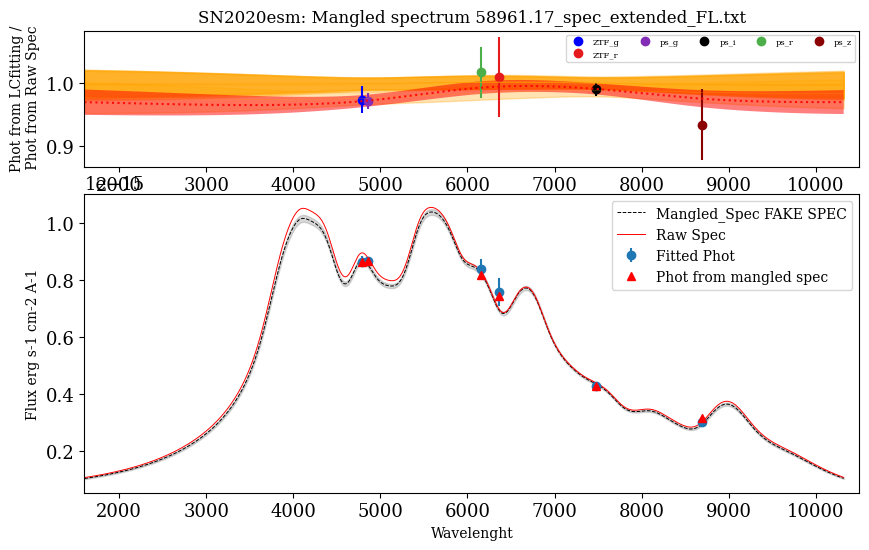 SN2020esm: Mangled spectrum 58961.17_spec_extended_FL.txt
Phot from LCfitting /
Phot from Raw Spec
1.0
0.9
ZTF_g
ps_g
ps_i
ps_r
ps_z
ZTF_r
2000 3000 4000 5000 6000 7000 8000 9000 10000
1e−15
Flux erg s-1 cm-2 A-1
1.0
0.8
0.6
0.4
0.2
Mangled_Spec FAKE SPEC
Raw Spec
Fitted Phot
Phot from mangled spec
2000 3000 4000 5000 6000 7000 8000 9000 10000
Wavelenght